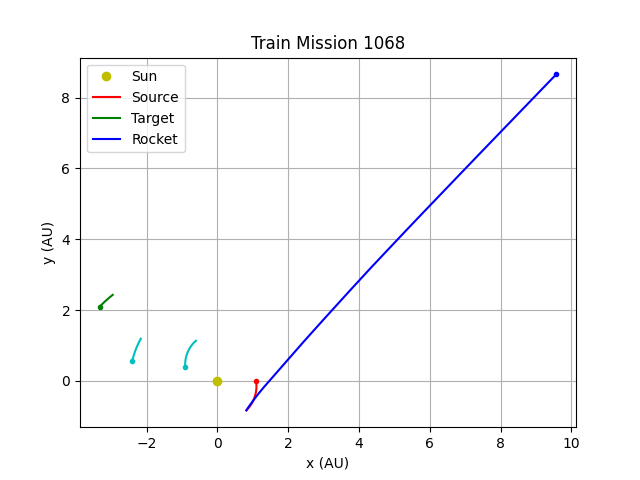 Train Mission 1068
Sun
Source
Target
Rocket
y (AU)
8
6
4
2
0
−2 0 2 4 6 8 10
x (AU)